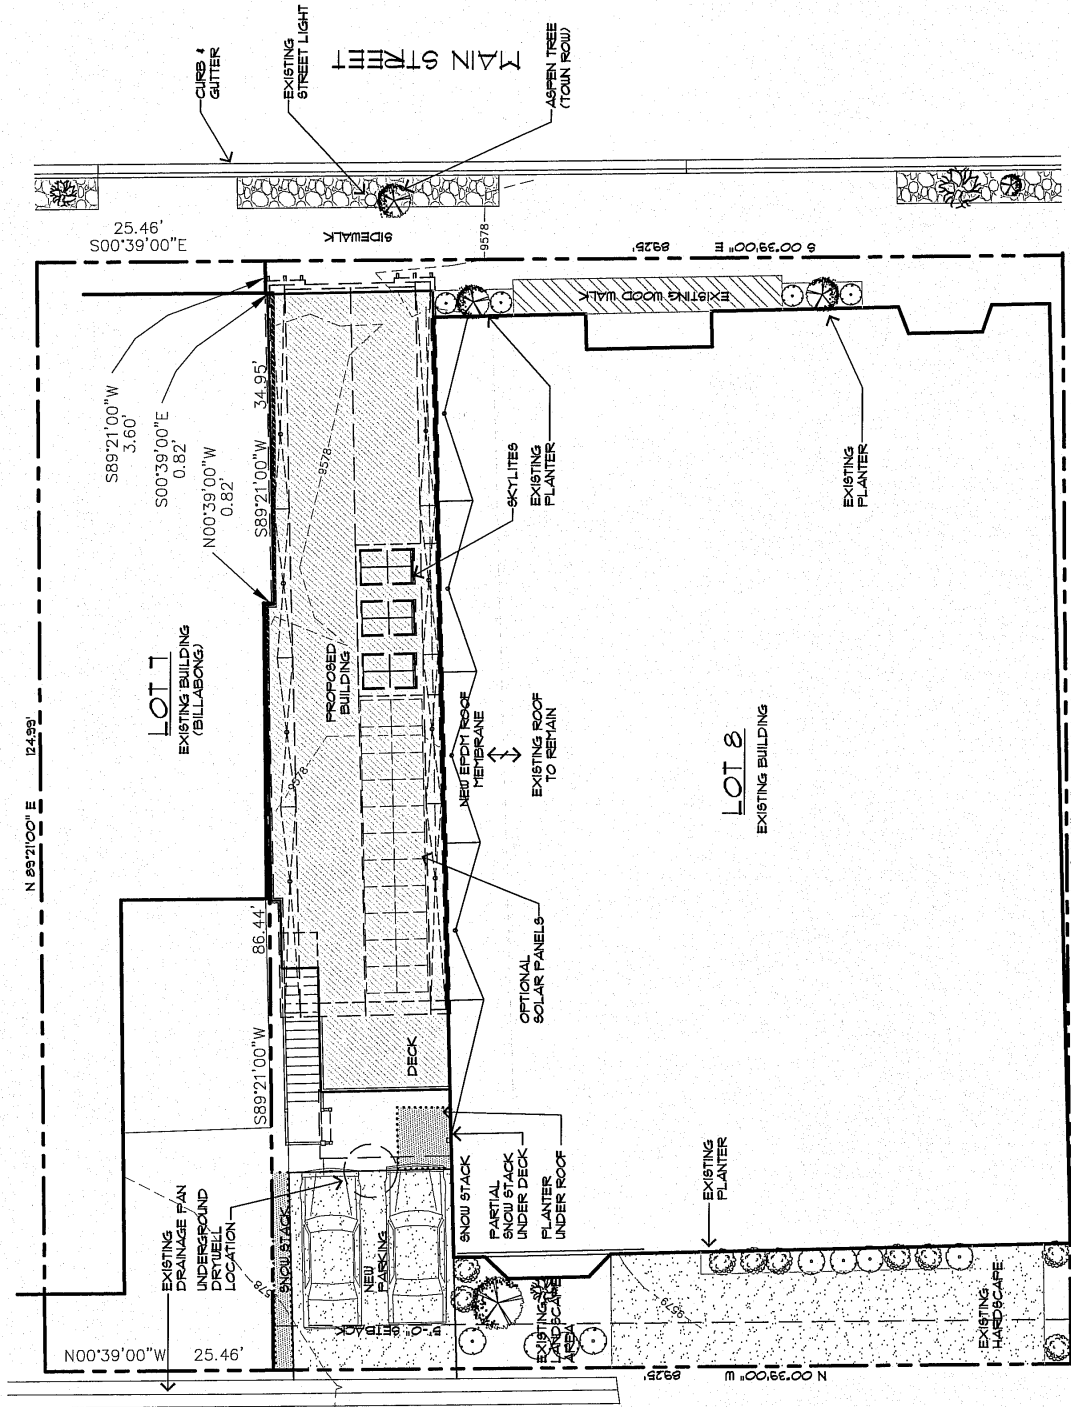 MAIN STREET
CURB &
GUTTER
EXISTING
STREET LIGHT
ASPEN TREE
(TOWN ROW)
25.46'
S00°39'00"E
SIDEWALK
9578
S 00°39'00" E
89.25'
S89°21'00"W
3.60'
S00°39'00"E
0.82'
N00°39'00"W
0.82'
S89°21'00"W
34.95'
EXISTING WOOD WALK
9578
SKYLITES
EXISTING
PLANTER
EXISTING
PLANTER
N 89°21'00" E
124.99'
LOT 7
EXISTING BUILDING
(BILLABONG)
PROPOSED
BUILDING
9578
NEW EPDM ROOF
MEMBRANE
EXISTING ROOF
TO REMAIN
LOT 8
EXISTING BUILDING
S89°21'00"W
86.44'
OPTIONAL
SOLAR PANELS
DECK
EXISTING
DRAINAGE PAN
UNDERGROUND
DRYWELL
LOCATION
9578
SNOW STACK
NEW
PARKING
SNOW STACK
PARTIAL
SNOW STACK
UNDER DECK
PLANTER
UNDER ROOF
EXISTING
PLANTER
5'-0" SETBACK
EXISTING
LANDSCAPE
AREA
9579
EXISTING
HARDSCAPE
N00°39'00"W
25.46'
N 00°39'00" W
89.25'